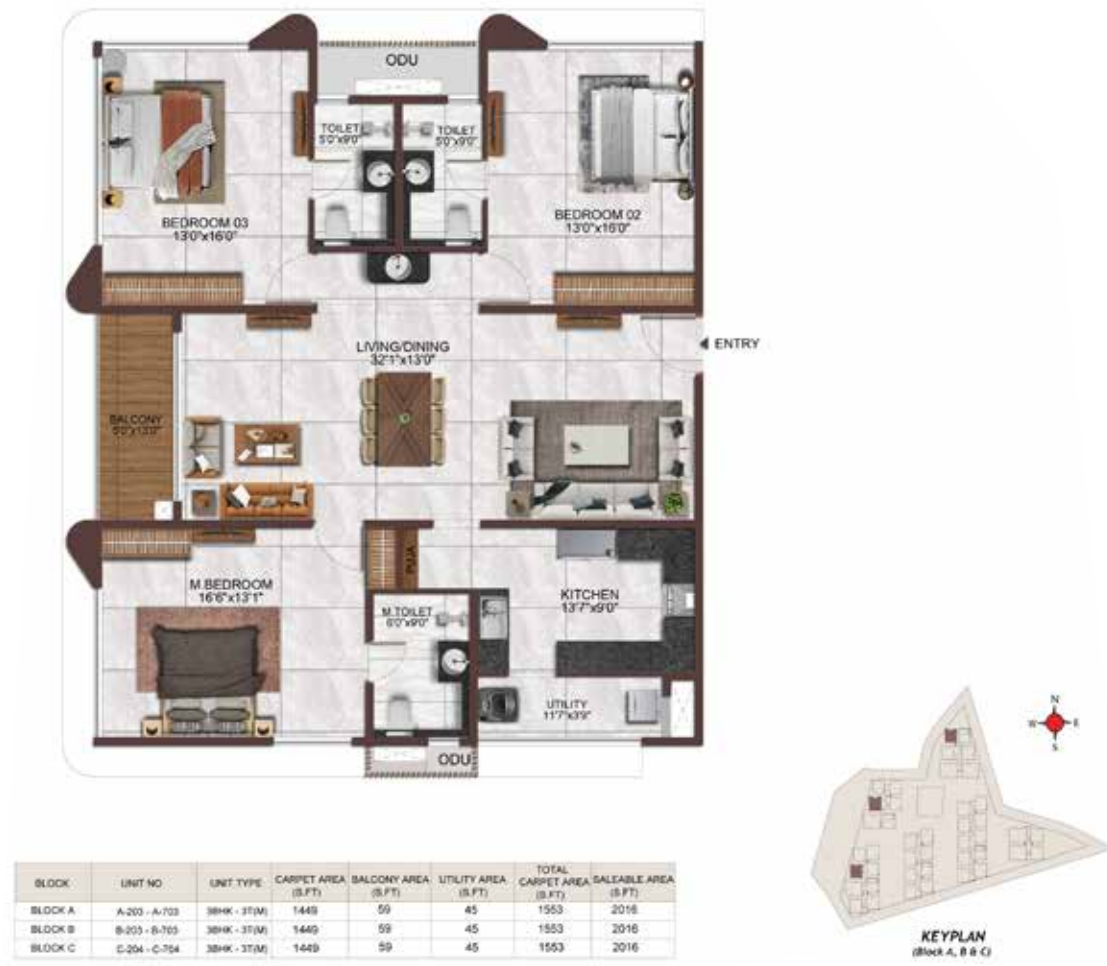 ODU
TOILET
5'0"x9'0"
TOILET
5'0"x9'0"
BEDROOM 03
13'0"x16'0"
BEDROOM 02
13'0"x16'0"
LIVING/DINING
32'1"x13'0"
ENTRY
BALCONY
5'0"x13'0"
PUJA
M.BEDROOM
16'6"x13'1"
KITCHEN
13'7"x9'0"
M.TOILET
6'0"x9'0"
UTILITY
11'7"x3'9"
ODU
N
W E
S
BLOCK UNIT NO UNIT TYPE CARPET AREA (S.FT) BALCONY AREA (S.FT) UTILITY AREA (S.FT) TOTAL CARPET AREA (S.FT) SALEABLE AREA (S.FT)
BLOCK A A-203 - A-703 3BHK - 3T(M) 1449 59 45 1553 2016
BLOCK B B-203 - B-703 3BHK - 3T(M) 1449 59 45 1553 2016
BLOCK C C-204 - C-704 3BHK - 3T(M) 1449 59 45 1553 2016
KEYPLAN
(Block A, B & C)